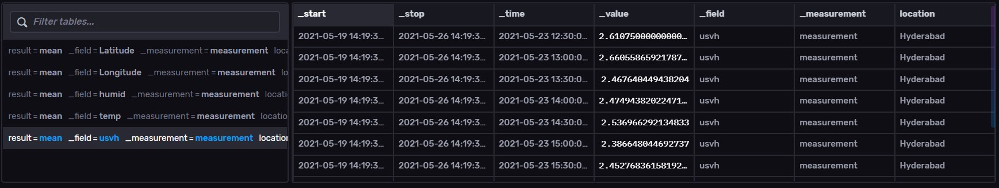 Filter tables...
result = mean _field = Latitude _measurement = measurement loca
result = mean _field = Longitude _measurement = measurement lo
result = mean _field = humid _measurement = measurement locati
result = mean _field = temp _measurement = measurement locatio
result = mean _field = usvh _measurement = measurement location
_start _stop _time _value _field _measurement location
2021-05-19 14:19:3... 2021-05-26 14:19:3... 2021-05-23 12:30:0... 2.61075000000000... usvh measurement Hyderabad
2021-05-19 14:19:3... 2021-05-26 14:19:3... 2021-05-23 13:00:0... 2.66055865921787... usvh measurement Hyderabad
2021-05-19 14:19:3... 2021-05-26 14:19:3... 2021-05-23 13:30:0... 2.467640449438204 usvh measurement Hyderabad
2021-05-19 14:19:3... 2021-05-26 14:19:3... 2021-05-23 14:00:0... 2.47494382022471... usvh measurement Hyderabad
2021-05-19 14:19:3... 2021-05-26 14:19:3... 2021-05-23 14:30:0... 2.536966292134833 usvh measurement Hyderabad
2021-05-19 14:19:3... 2021-05-26 14:19:3... 2021-05-23 15:00:0... 2.386648044692737 usvh measurement Hyderabad
2021-05-19 14:19:3... 2021-05-26 14:19:3... 2021-05-23 15:30:0... 2.45276836158192... usvh measurement Hyderabad